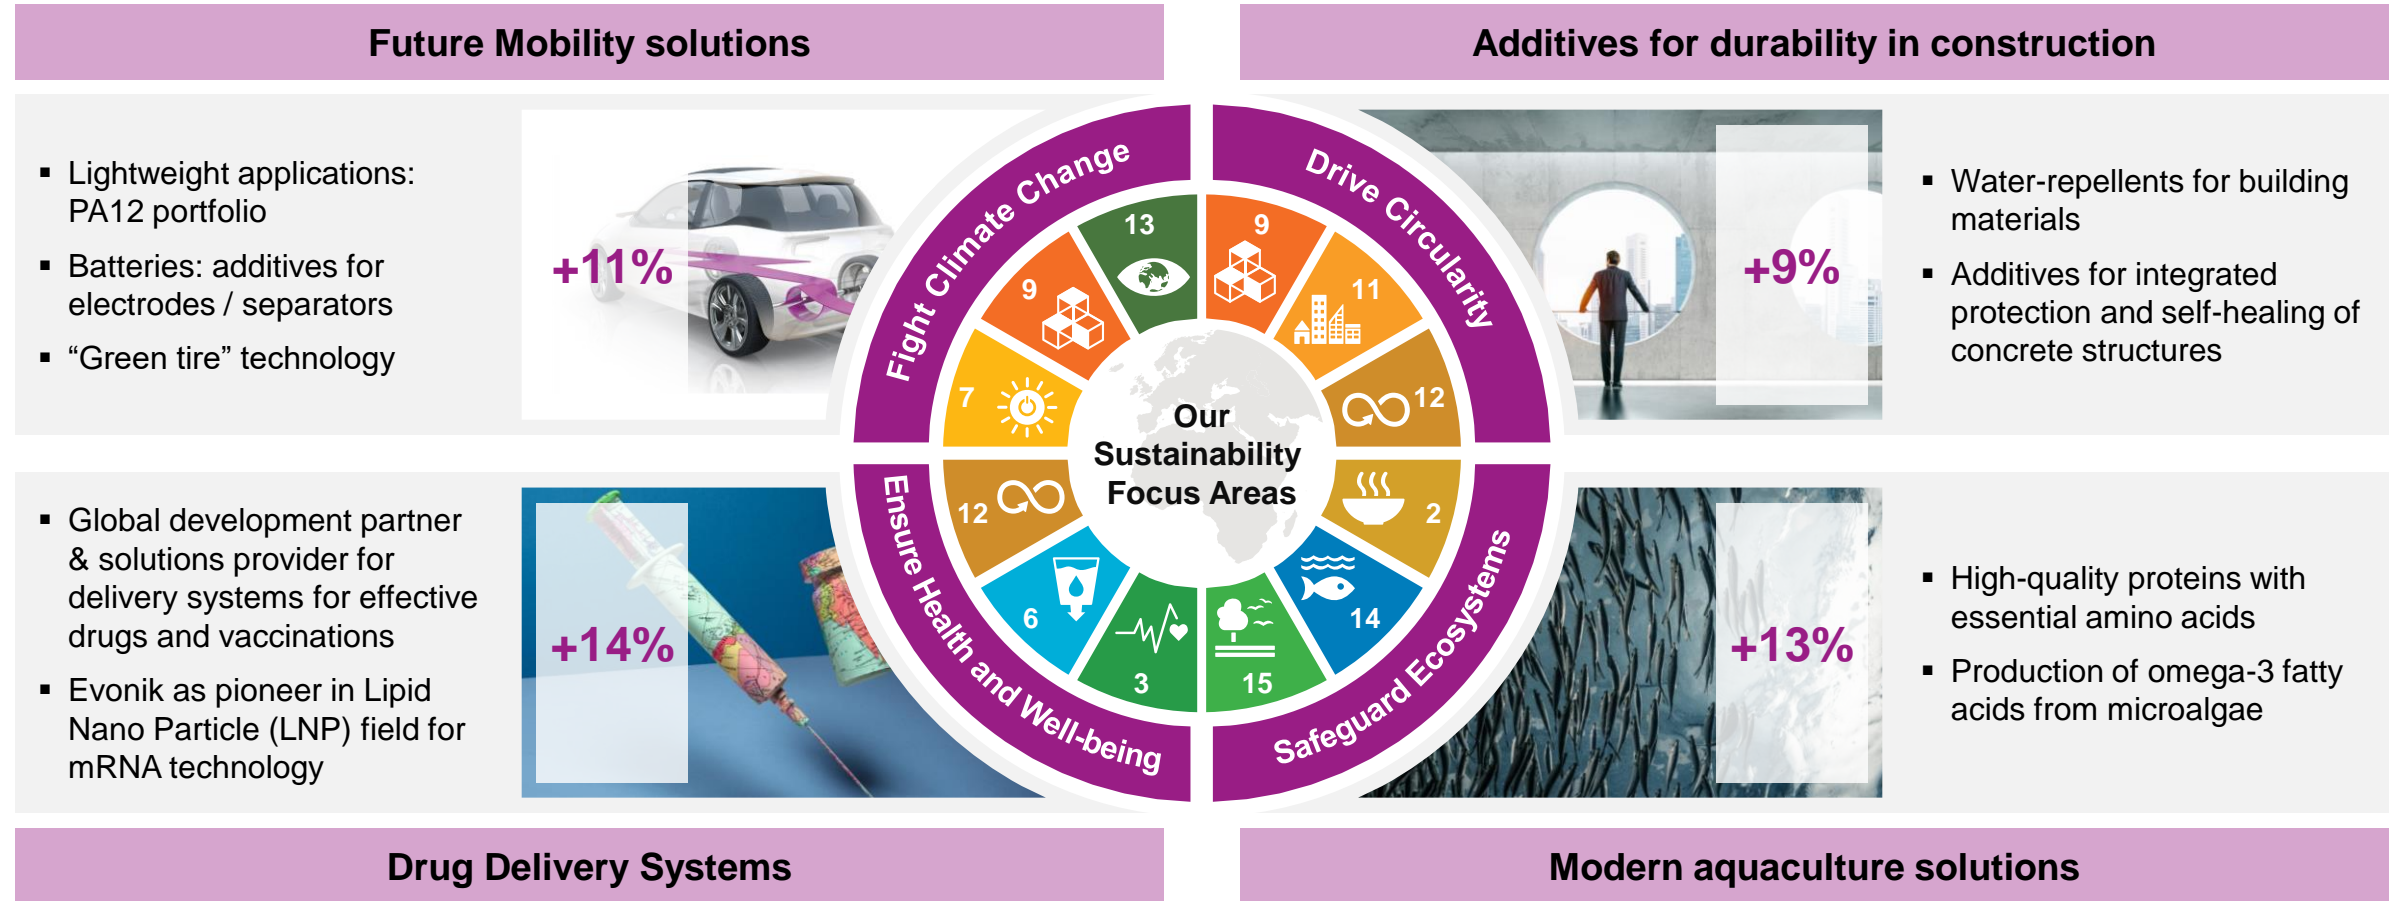 Future Mobility solutions
▪ Lightweight applications:
PA12 portfolio
▪ Batteries: additives for
electrodes / separators
▪ “Green tire” technology
+11%
Additives for durability in construction
+9%
▪ Water-repellents for building
materials
▪ Additives for integrated
protection and self-healing of
concrete structures
Fight Climate Change
7
9
13
Drive Circularity
9
11
12
Our
Sustainability
Focus Areas
Ensure Health and Well-being
12
6
3
Safeguard Ecosystems
2
14
15
▪ Global development partner
& solutions provider for
delivery systems for effective
drugs and vaccinations
▪ Evonik as pioneer in Lipid
Nano Particle (LNP) field for
mRNA technology
+14%
Drug Delivery Systems
+13%
▪ High-quality proteins with
essential amino acids
▪ Production of omega-3 fatty
acids from microalgae
Modern aquaculture solutions